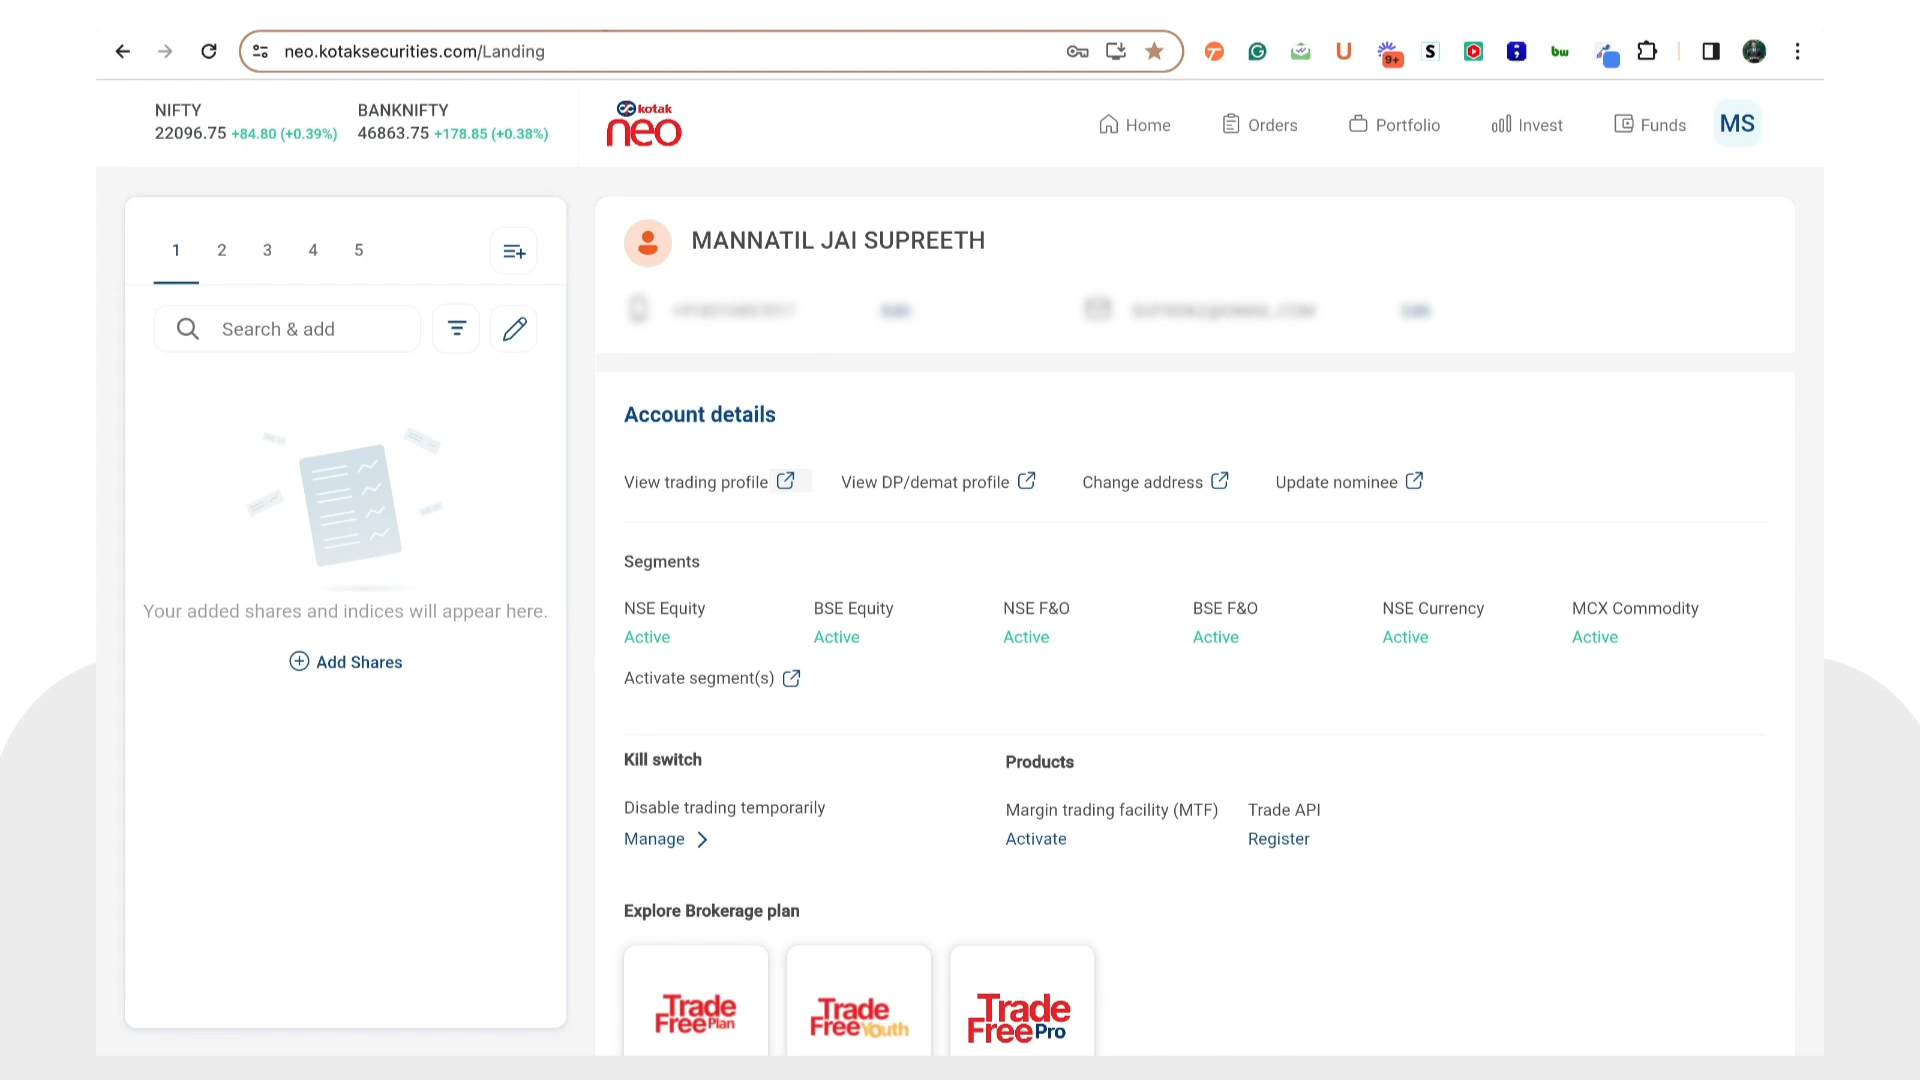 neo.kotaksecurities.com/Landing
9+
S
bw
NIFTY
22096.75 +84.80 (+0.39%)
BANKNIFTY
46863.75 +178.85 (+0.38%)
kotak
neo
Home
Orders
Portfolio
Invest
Funds
MS
1 2 3 4 5
Search & add
Your added shares and indices will appear here.
Add Shares
MANNATIL JAI SUPREETH
Account details
View trading profile
View DP/demat profile
Change address
Update nominee
Segments
NSE Equity
Active
BSE Equity
Active
NSE F&O
Active
BSE F&O
Active
NSE Currency
Active
MCX Commodity
Active
Activate segment(s)
Kill switch
Disable trading temporarily
Manage
Products
Margin trading facility (MTF)
Activate
Trade API
Register
Explore Brokerage plan
Trade
Free Plan
Trade
Free Youth
Trade
Free Pro